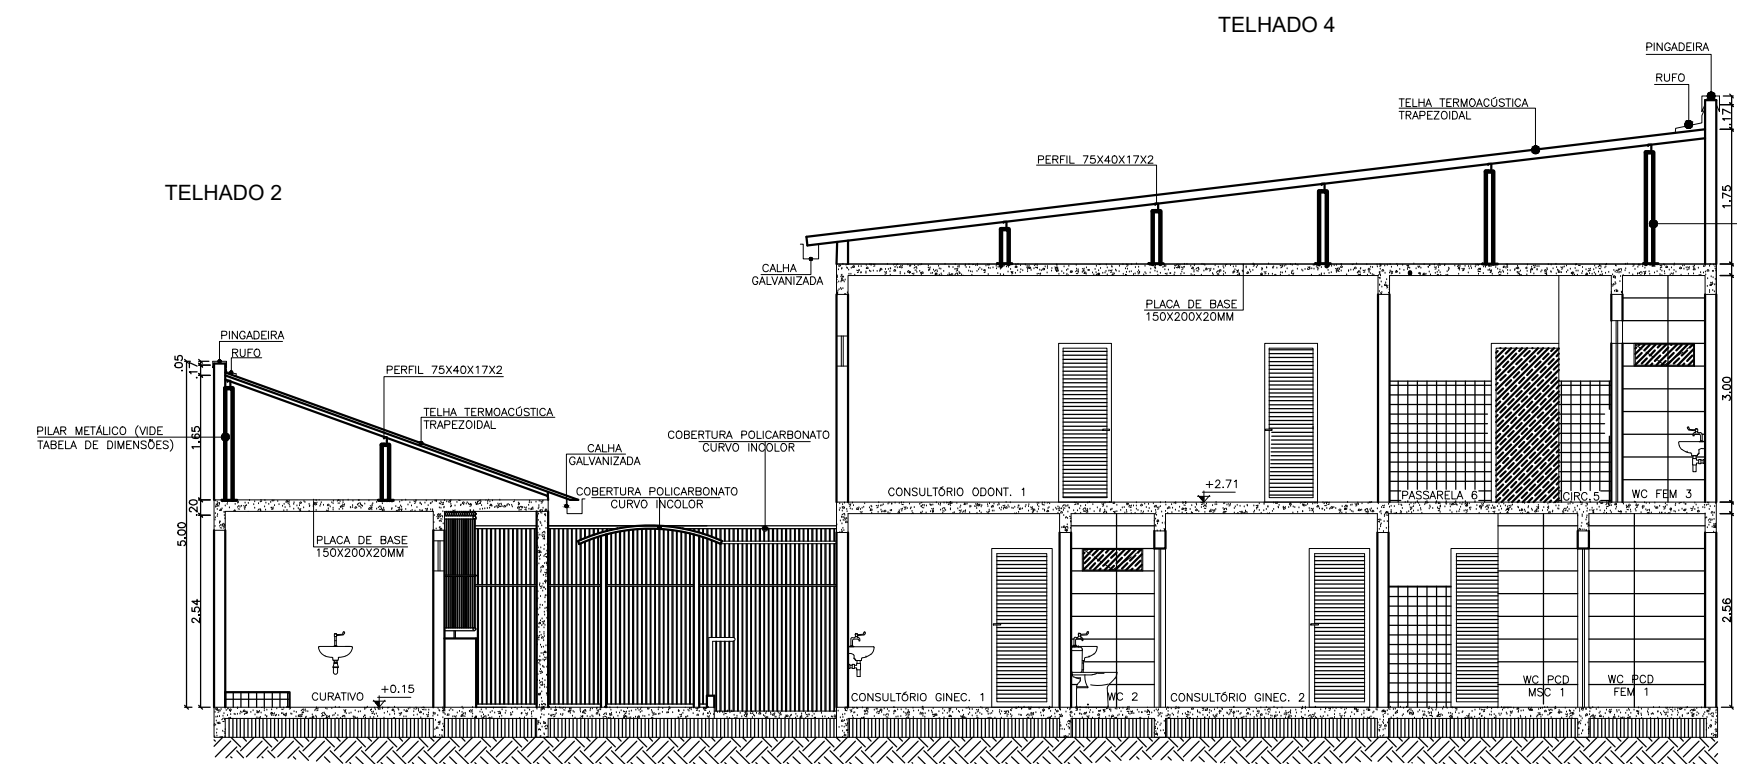 TELHADO 4
PINGADEIRA
RUFO
TELHA TERMOACÚSTICA
TRAPEZOIDAL
.17
PERFIL 75X40X17X2
TELHADO 2
1.75
CALHA
GALVANIZADA
PLACA DE BASE
150X200X20MM
PINGADEIRA
RUFO
.05
.17
PERFIL 75X40X17X2
3.00
TELHA TERMOACÚSTICA
TRAPEZOIDAL
PILAR METÁLICO (VIDE
TABELA DE DIMENSÕES)
1.65
COBERTURA POLICARBONATO
CURVO INCOLOR
CALHA
GALVANIZADA
COBERTURA POLICARBONATO
CURVO INCOLOR
CONSULTÓRIO ODONT. 1
+2.71
PASSARELA 6
CIRC.5
WC FEM 3
.20
5.00
PLACA DE BASE
150X200X20MM
2.54
2.56
CURATIVO
+0.15
CONSULTÓRIO GINEC. 1
WC 2
CONSULTÓRIO GINEC. 2
WC PCD
MSC 1
WC PCD
FEM 1